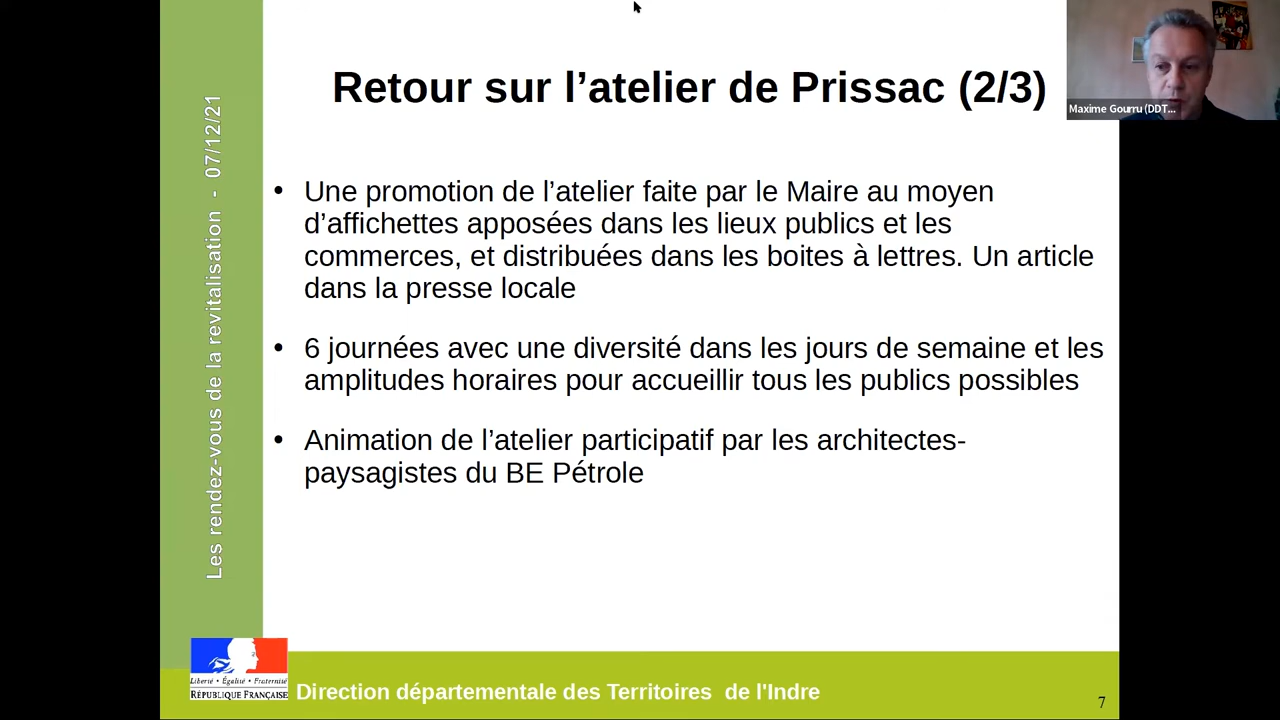 Retour sur l’atelier de Prissac (2/3)
Maxime Gourru (DDT...
Les rendez-vous de la revitalisation - 07/12/21
• Une promotion de l’atelier faite par le Maire au moyen
d’affichettes apposées dans les lieux publics et les
commerces, et distribuées dans les boites à lettres. Un article
dans la presse locale
• 6 journées avec une diversité dans les jours de semaine et les
amplitudes horaires pour accueillir tous les publics possibles
• Animation de l’atelier participatif par les architectes-
paysagistes du BE Pétrole
Liberté • Égalité • Fraternité
RÉPUBLIQUE FRANÇAISE
Direction départementale des Territoires de l'Indre
7